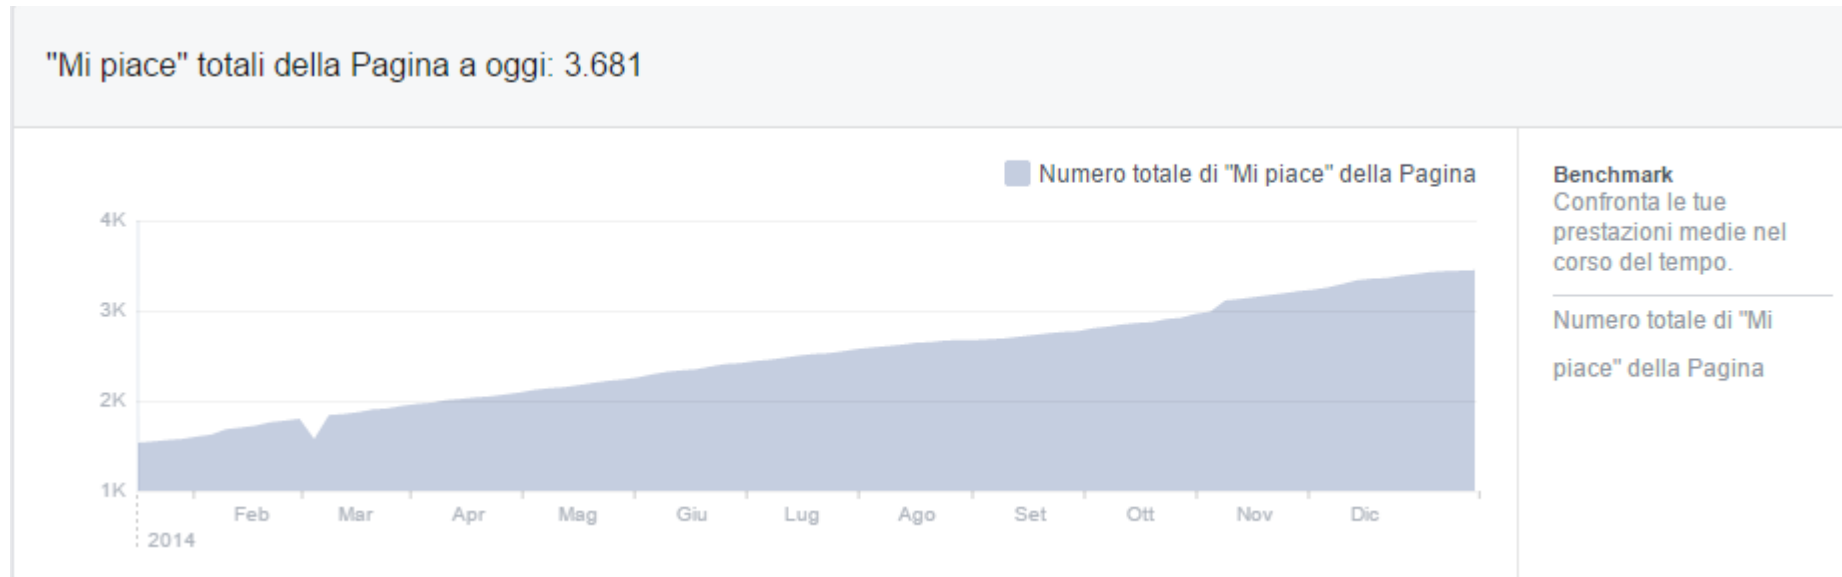 "Mi piace" totali della Pagina a oggi: 3.681
Numero totale di "Mi piace" della Pagina
4K
3K
2K
1K
Feb Mar Apr Mag Giu Lug Ago Set Ott Nov Dic
2014
Benchmark
Confronta le tue
prestazioni medie nel
corso del tempo.
Numero totale di "Mi
piace" della Pagina